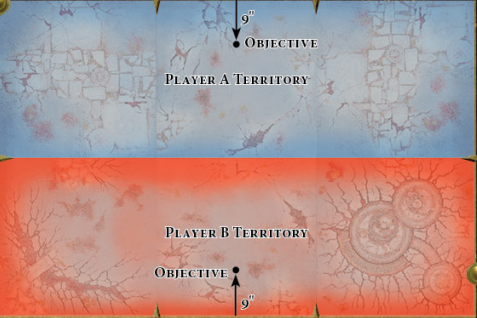 9"
Objective
Player A Territory
Player B Territory
Objective
9"